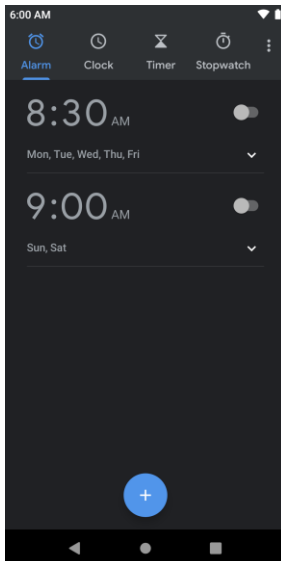 6:00 AM
Alarm
Clock
Timer
Stopwatch
8:30 AM
Mon, Tue, Wed, Thu, Fri
9:00 AM
Sun, Sat